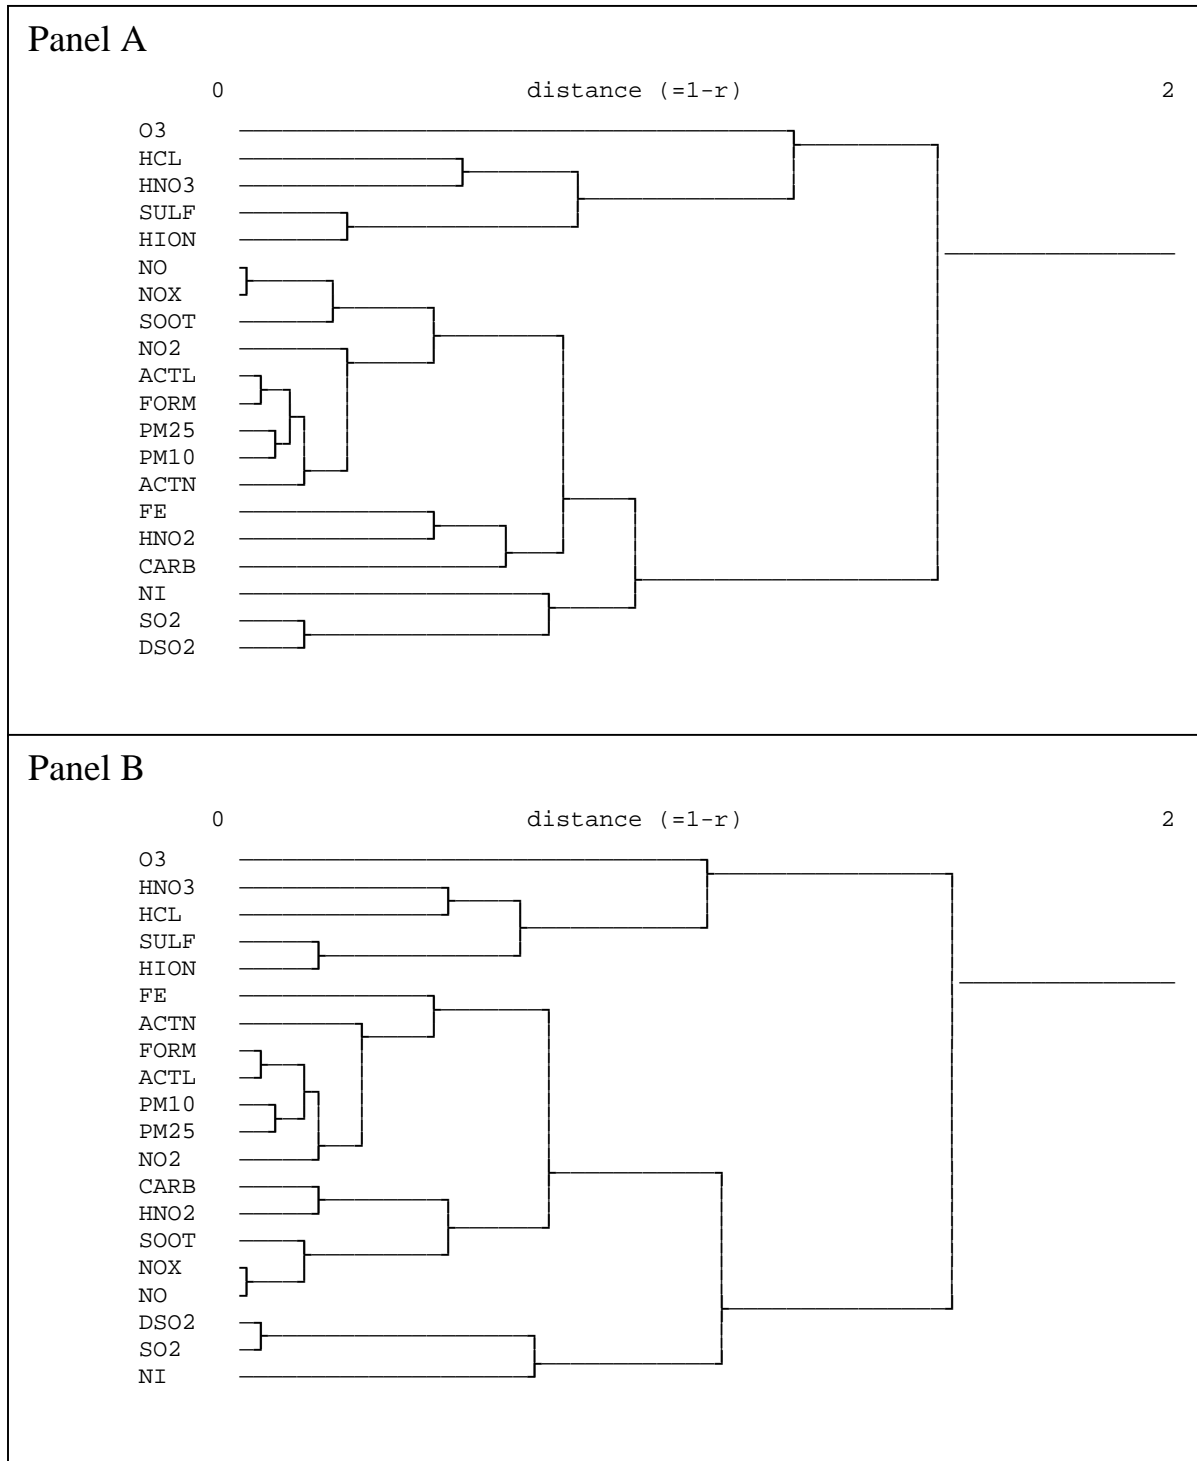 Panel A
0 distance (=1-r) 2
O3
HCL
HNO3
SULF
HION
NO
NOX
SOOT
NO2
ACTL
FORM
PM25
PM10
ACTN
FE
HNO2
CARB
NI
SO2
DSO2
Panel B
0 distance (=1-r) 2
O3
HNO3
HCL
SULF
HION
FE
ACTN
FORM
ACTL
PM10
PM25
NO2
CARB
HNO2
SOOT
NOX
NO
DSO2
SO2
NI